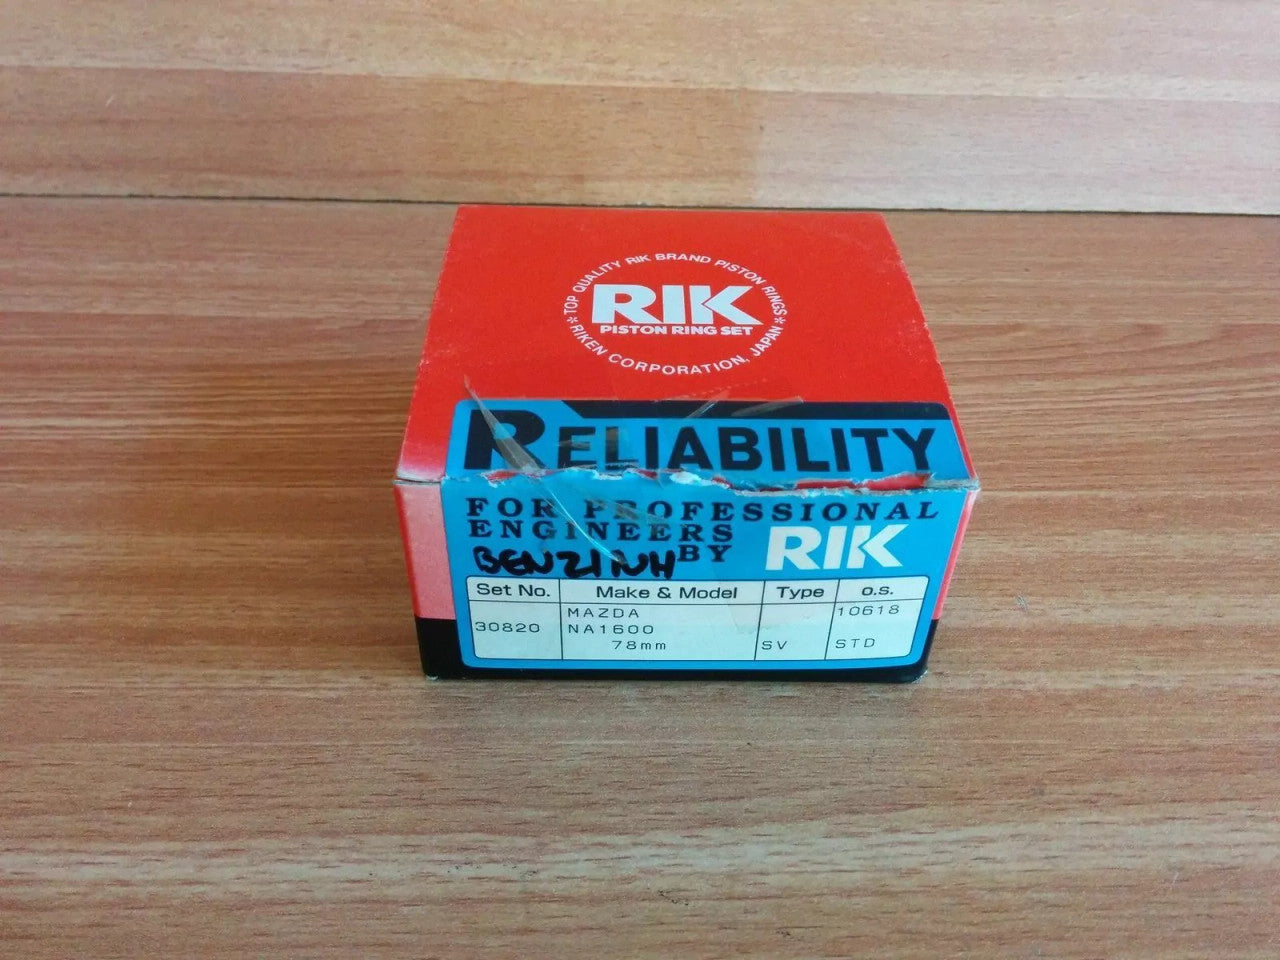 *TOP QUALITY RIK BRAND PISTON RINGS*
RIK
PISTON RING SET
RIKEN CORPORATION, JAPAN
RELIABILITY
FOR PROFESSIONAL
ENGINEERS
BY RIK
BENZINH
Set No. Make & Model Type o.s.
MAZDA 10618
30820 NA1600
78mm SV STD